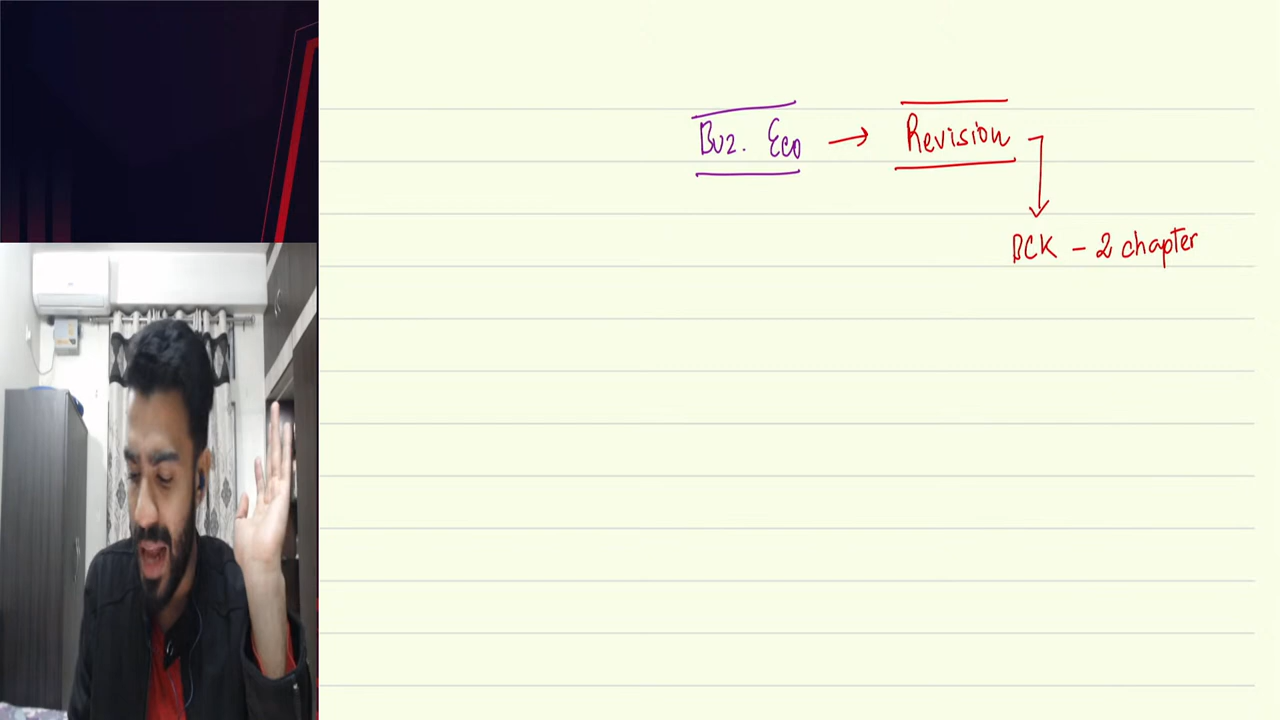 Buz. Eco → Revision
BCK - 2 chapter